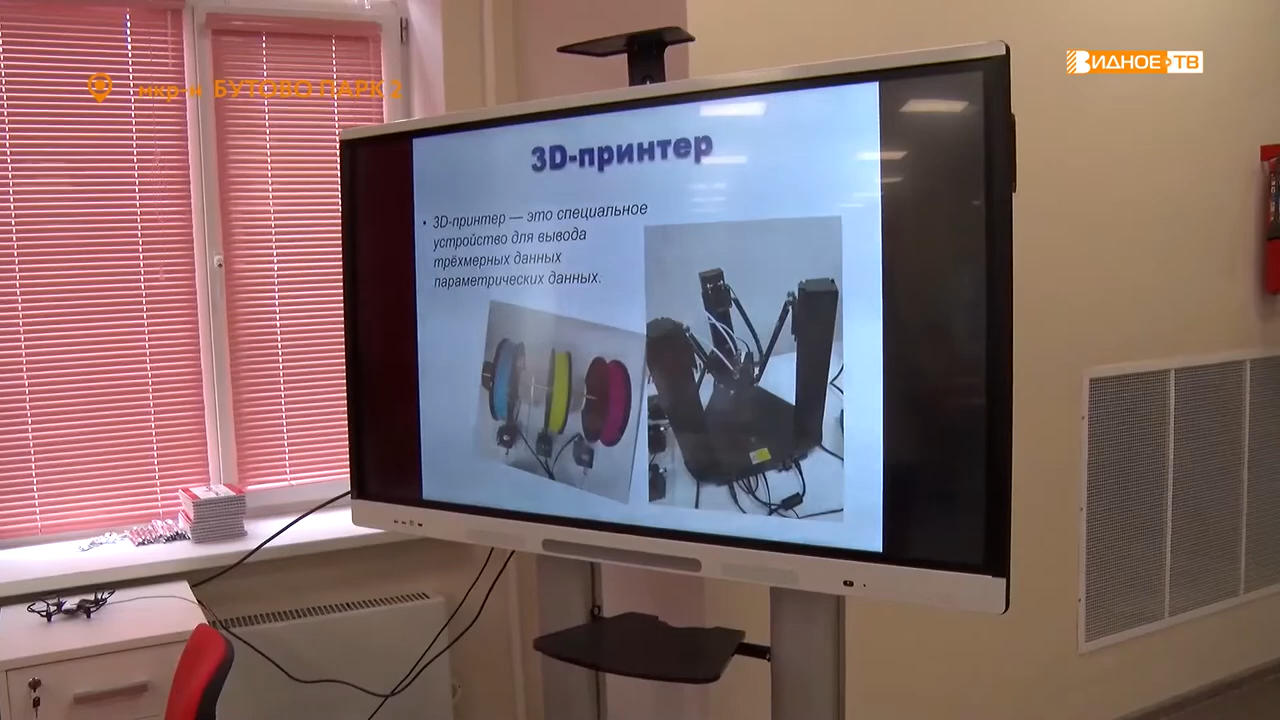 мкр-н БУТОВО ПАРК 2
ВИДНОЕ ТВ
3D-принтер
• 3D-принтер — это специальное
устройство для вывода
трёхмерных данных
параметрических данных.